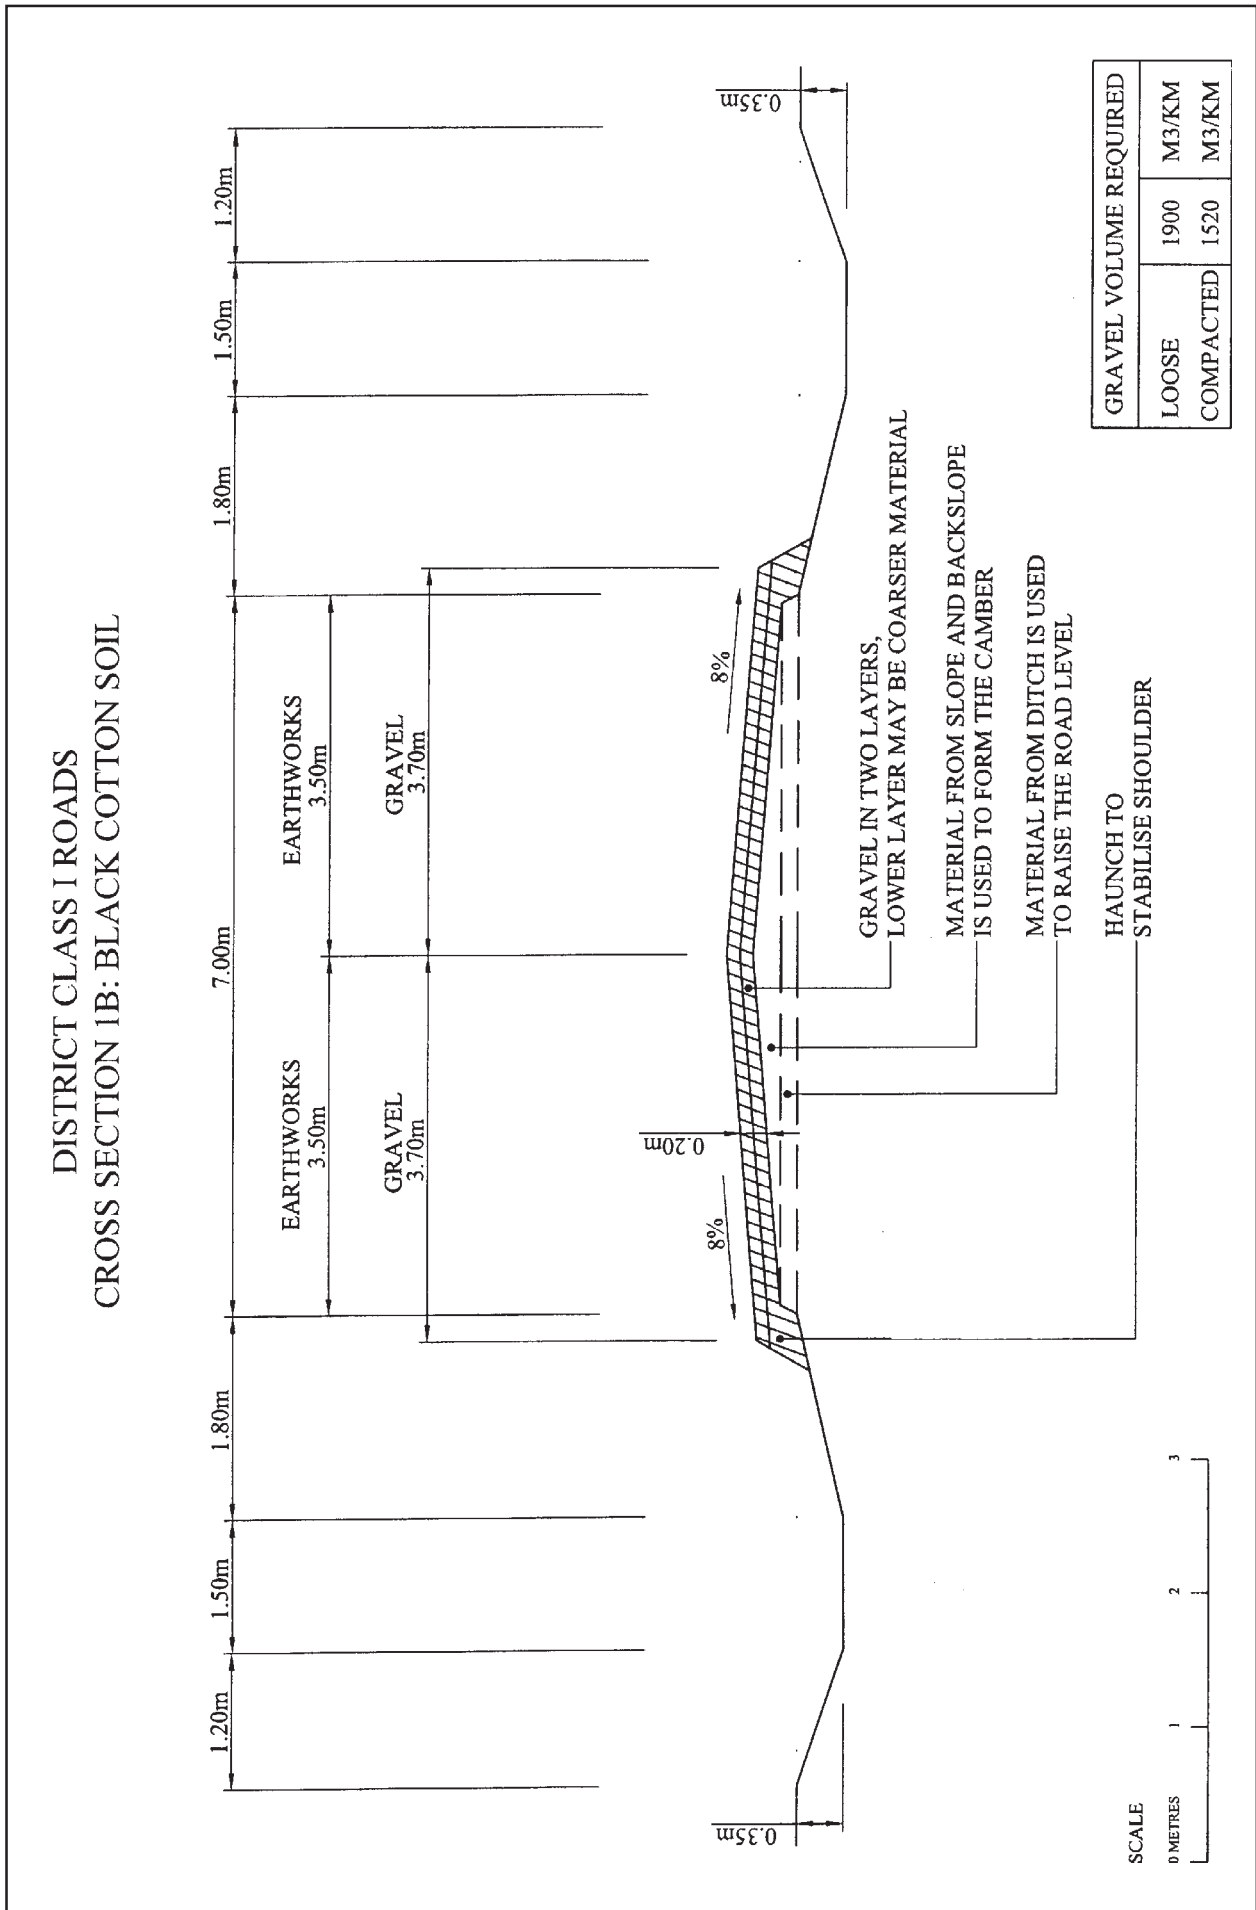 DISTRICT CLASS I ROADS
CROSS SECTION 1B: BLACK COTTON SOIL
1.20m
1.50m
1.80m
7.00m
1.80m
1.50m
1.20m
EARTHWORKS
3.50m
EARTHWORKS
3.50m
GRAVEL
3.70m
GRAVEL
3.70m
0.35m
8%
0.20m
8%
0.35m
GRAVEL IN TWO LAYERS,
LOWER LAYER MAY BE COARSER MATERIAL
MATERIAL FROM SLOPE AND BACKSLOPE
IS USED TO FORM THE CAMBER
MATERIAL FROM DITCH IS USED
TO RAISE THE ROAD LEVEL
HAUNCH TO
STABILISE SHOULDER
SCALE
0 METRES 1 2 3
GRAVEL VOLUME REQUIRED
LOOSE 1900 M3/KM
COMPACTED 1520 M3/KM